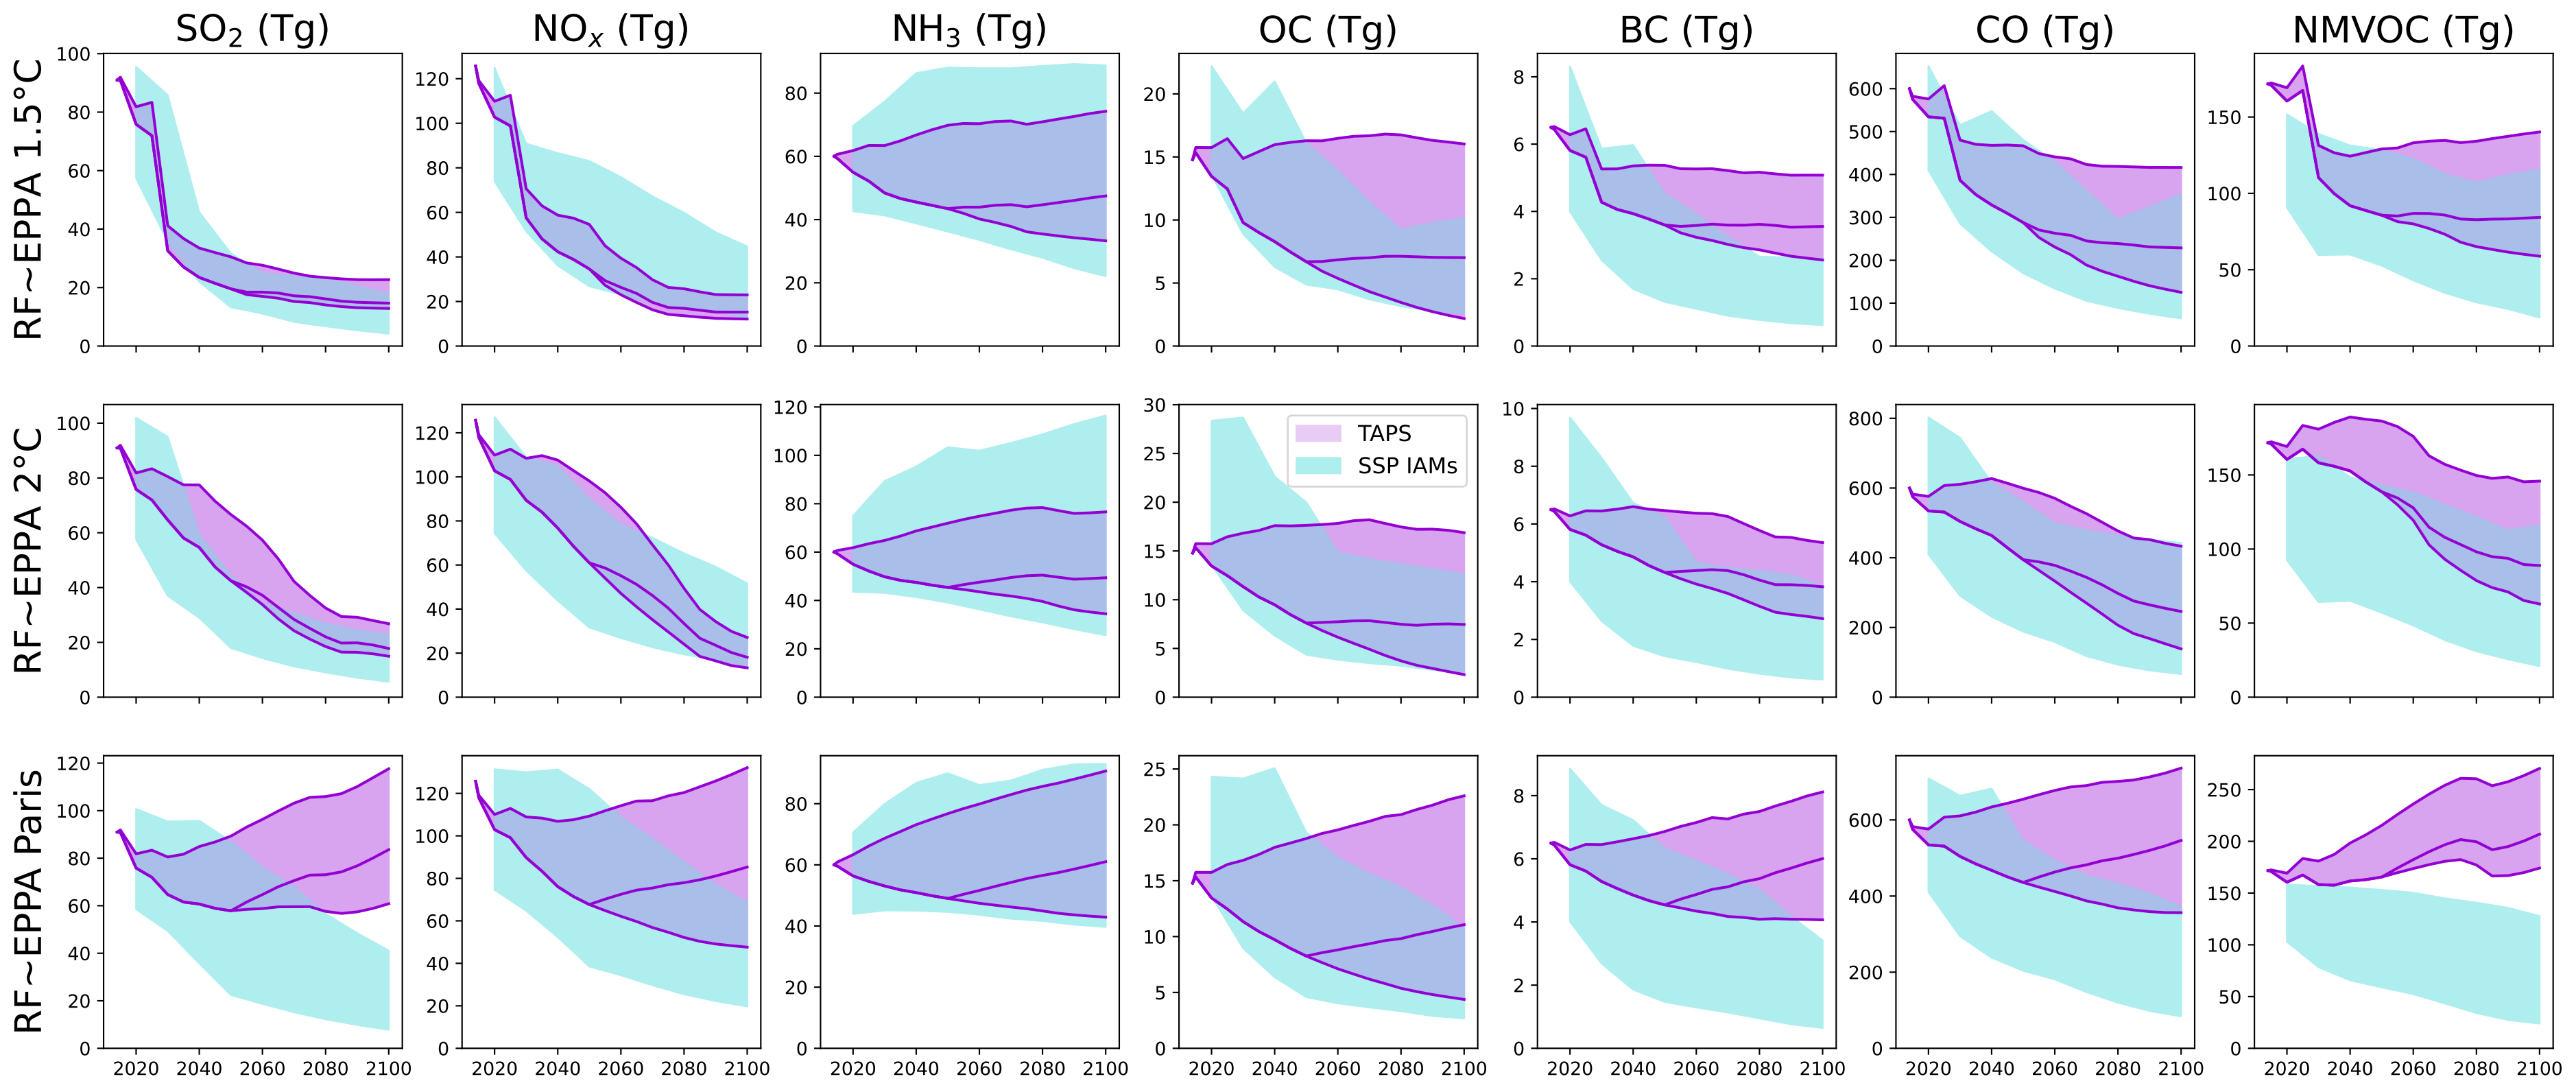 SO₂ (Tg) NOₓ (Tg) NH₃ (Tg) OC (Tg) BC (Tg) CO (Tg) NMVOC (Tg)
RF~EPPA 1.5°C
100 80 60 40 20 0
120 100 80 60 40 20 0
80 60 40 20 0
20 15 10 5 0
8 6 4 2 0
600 500 400 300 200 100 0
150 100 50 0
RF~EPPA 2°C
100 80 60 40 20 0
120 100 80 60 40 20 0
120 100 80 60 40 20 0
30 25 20 15 10 5 0
TAPS
SSP IAMs
10 8 6 4 2 0
800 600 400 200 0
150 100 50 0
RF~EPPA Paris
120 100 80 60 40 20 0
120 100 80 60 40 20 0
80 60 40 20 0
25 20 15 10 5 0
8 6 4 2 0
600 400 200 0
250 200 150 100 50 0
2020 2040 2060 2080 2100 2020 2040 2060 2080 2100 2020 2040 2060 2080 2100 2020 2040 2060 2080 2100 2020 2040 2060 2080 2100 2020 2040 2060 2080 2100 2020 2040 2060 2080 2100